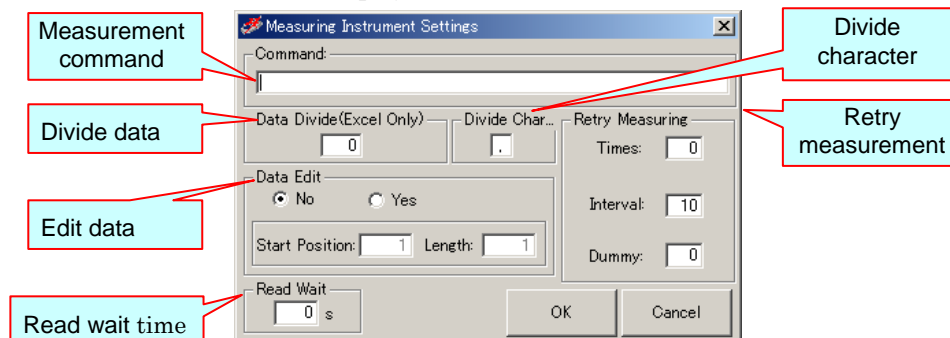 Measuring Instrument Settings
Measurement
command
Divide
character
Command:
Divide data
Data Divide(Excel Only)
0
Divide Char...
,
Retry Measuring
Times: 0
Retry
measurement
Data Edit
No Yes
Interval: 10
Edit data
Start Position: 1 Length: 1
Dummy: 0
Read Wait
0 s
Read wait time
OK
Cancel